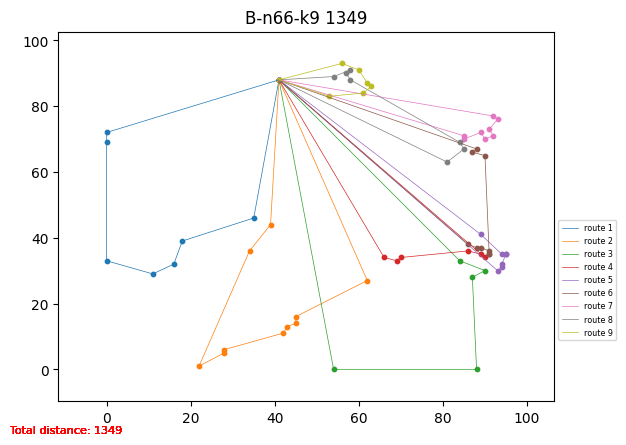 B-n66-k9 1349
100
80
60
40
20
0
0 20 40 60 80 100
route 1
route 2
route 3
route 4
route 5
route 6
route 7
route 8
route 9
Total distance: 1349